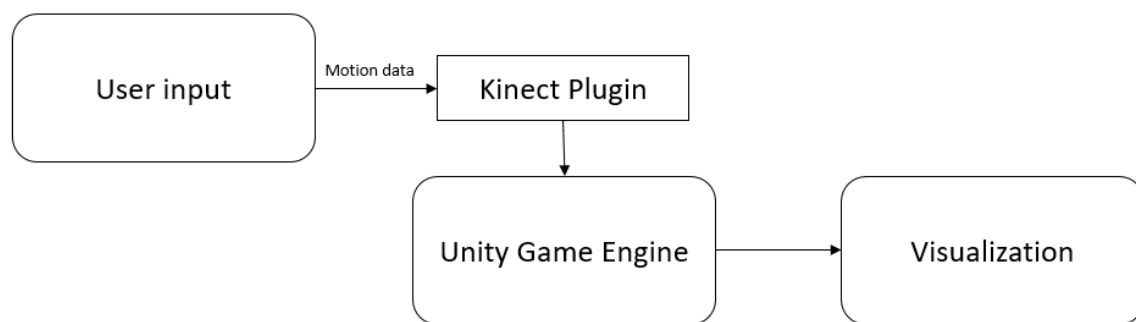 User input
Motion data
Kinect Plugin
Unity Game Engine
Visualization